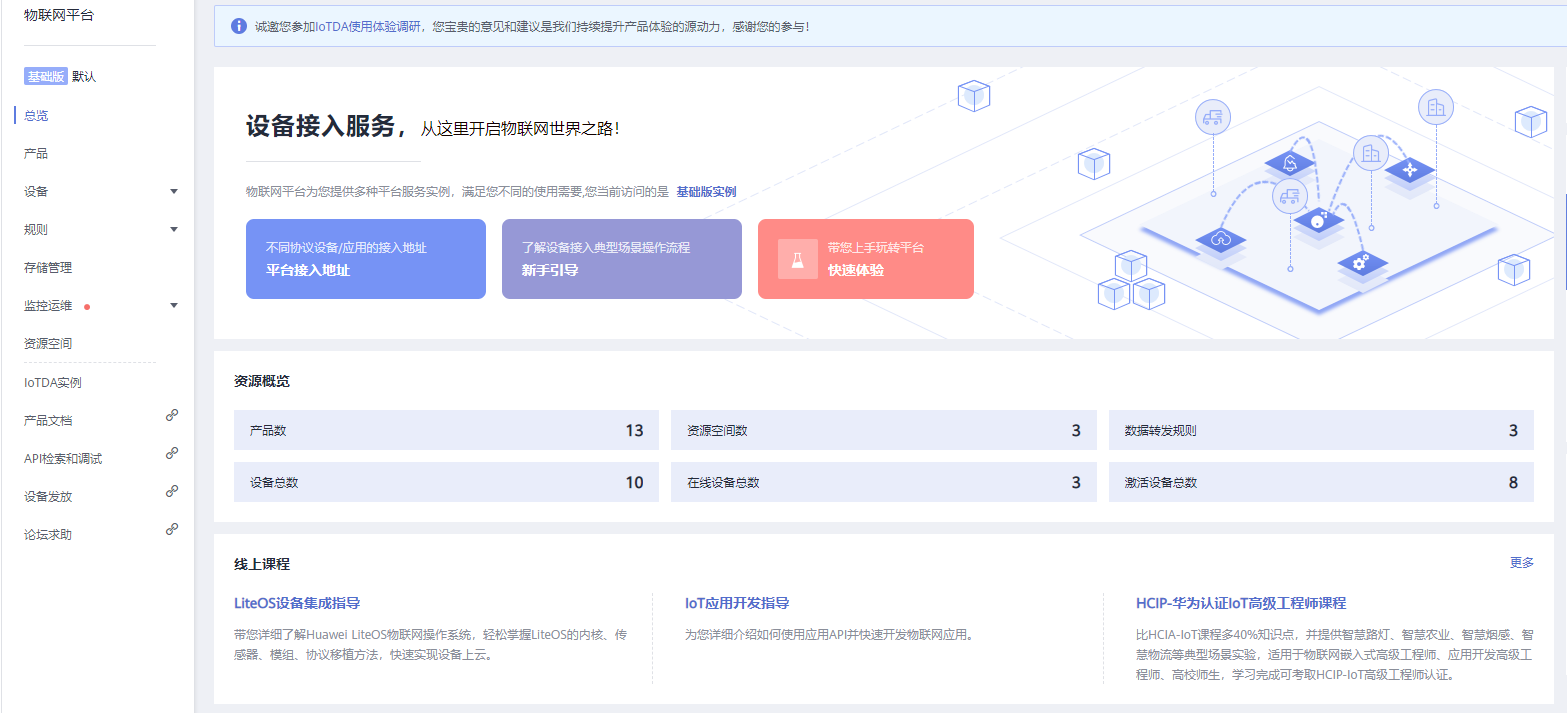 物联网平台
基础版 默认
总览
产品
设备
规则
存储管理
监控运维
资源空间
IoTDA实例
产品文档
API检索和调试
设备发放
论坛求助
诚邀您参加IoTDA使用体验调研，您宝贵的意见和建议是我们持续提升产品体验的源动力，感谢您的参与！
设备接入服务，从这里开启物联网世界之路！
物联网平台为您提供多种平台服务实例，满足您不同的使用需要,您当前访问的是 基础版实例
不同协议设备/应用的接入地址
平台接入地址
了解设备接入典型场景操作流程
新手引导
带您上手玩转平台
快速体验
资源概览
产品数 13
资源空间数 3
数据转发规则 3
设备总数 10
在线设备总数 3
激活设备总数 8
线上课程
更多
LiteOS设备集成指导
带您详细了解Huawei LiteOS物联网操作系统，轻松掌握LiteOS的内核、传
感器、模组、协议移植方法，快速实现设备上云。
IoT应用开发指导
为您详细介绍如何使用应用API并快速开发物联网应用。
HCIP-华为认证IoT高级工程师课程
比HCIA-IoT课程多40%知识点，并提供智慧路灯、智慧农业、智慧烟感、智
慧物流等典型场景实验，适用于物联网嵌入式高级工程师、应用开发高级工
程师、高校师生，学习完成可考取HCIP-IoT高级工程师认证。